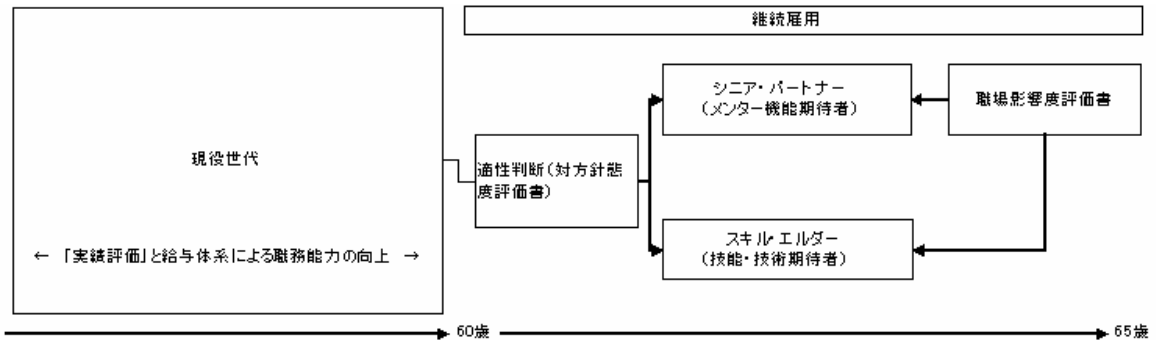 継続雇用
シニア・パートナー
(メンター機能期待者)
職場影響度評価書
現役世代
適性判断(対方針態
度評価書)
スキル・エルダー
(技能・技術期待者)
← 「実績評価」と給与体系による職務能力の向上 →
60歳
65歳